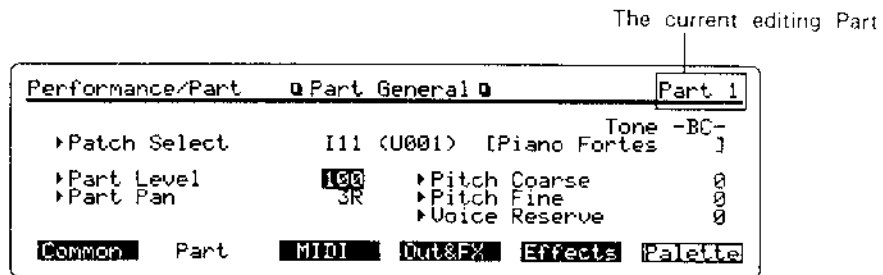 The current editing Part
Performance/Part Part General Part 1
Tone -BC-
Patch Select I11 (U001) [Piano Fortes ]
Part Level 100 Pitch Coarse 0
Part Pan 3R Pitch Fine 0
Voice Reserve 0
Common Part MIDI Out&FX Effects Palette